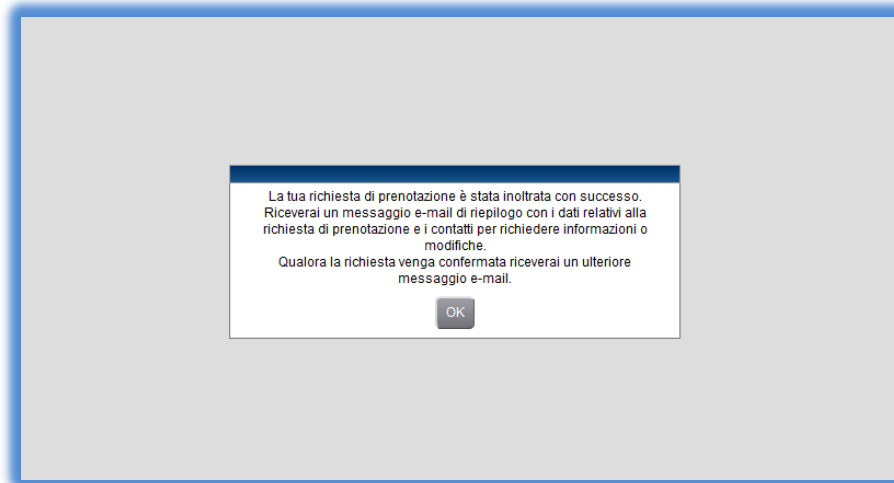 La tua richiesta di prenotazione è stata inoltrata con successo.
Riceverai un messaggio e-mail di riepilogo con i dati relativi alla
richiesta di prenotazione e i contatti per richiedere informazioni o
modifiche.
Qualora la richiesta venga confermata riceverai un ulteriore
messaggio e-mail.
OK